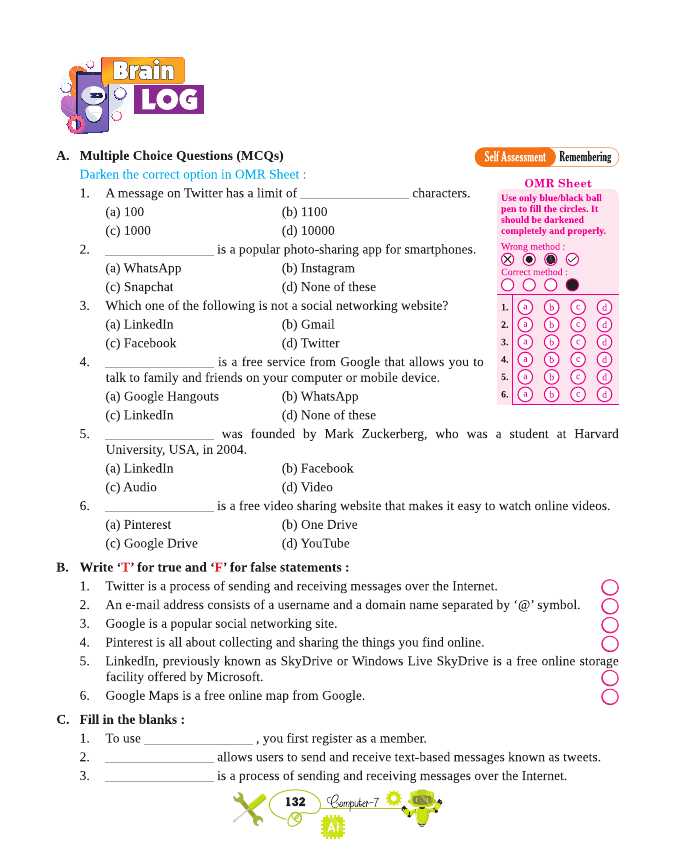 Brain
LOG
A. Multiple Choice Questions (MCQs)
Self Assessment Remembering
Darken the correct option in OMR Sheet :
1. A message on Twitter has a limit of ________________ characters.
(a) 100 (b) 1100
(c) 1000 (d) 10000
2. ________________ is a popular photo-sharing app for smartphones.
(a) WhatsApp (b) Instagram
(c) Snapchat (d) None of these
3. Which one of the following is not a social networking website?
(a) LinkedIn (b) Gmail
(c) Facebook (d) Twitter
4. ________________ is a free service from Google that allows you to
talk to family and friends on your computer or mobile device.
(a) Google Hangouts (b) WhatsApp
(c) LinkedIn (d) None of these
OMR Sheet
Use only blue/black ball
pen to fill the circles. It
should be darkened
completely and properly.
Wrong method :
Correct method :
1. a b c d
2. a b c d
3. a b c d
4. a b c d
5. a b c d
6. a b c d
5. ________________ was founded by Mark Zuckerberg, who was a student at Harvard
University, USA, in 2004.
(a) LinkedIn (b) Facebook
(c) Audio (d) Video
6. ________________ is a free video sharing website that makes it easy to watch online videos.
(a) Pinterest (b) One Drive
(c) Google Drive (d) YouTube
B. Write ‘T’ for true and ‘F’ for false statements :
1. Twitter is a process of sending and receiving messages over the Internet.
2. An e-mail address consists of a username and a domain name separated by ‘@’ symbol.
3. Google is a popular social networking site.
4. Pinterest is all about collecting and sharing the things you find online.
5. LinkedIn, previously known as SkyDrive or Windows Live SkyDrive is a free online storage
facility offered by Microsoft.
6. Google Maps is a free online map from Google.
C. Fill in the blanks :
1. To use ________________ , you first register as a member.
2. ________________ allows users to send and receive text-based messages known as tweets.
3. ________________ is a process of sending and receiving messages over the Internet.
132 Computer-7
AI